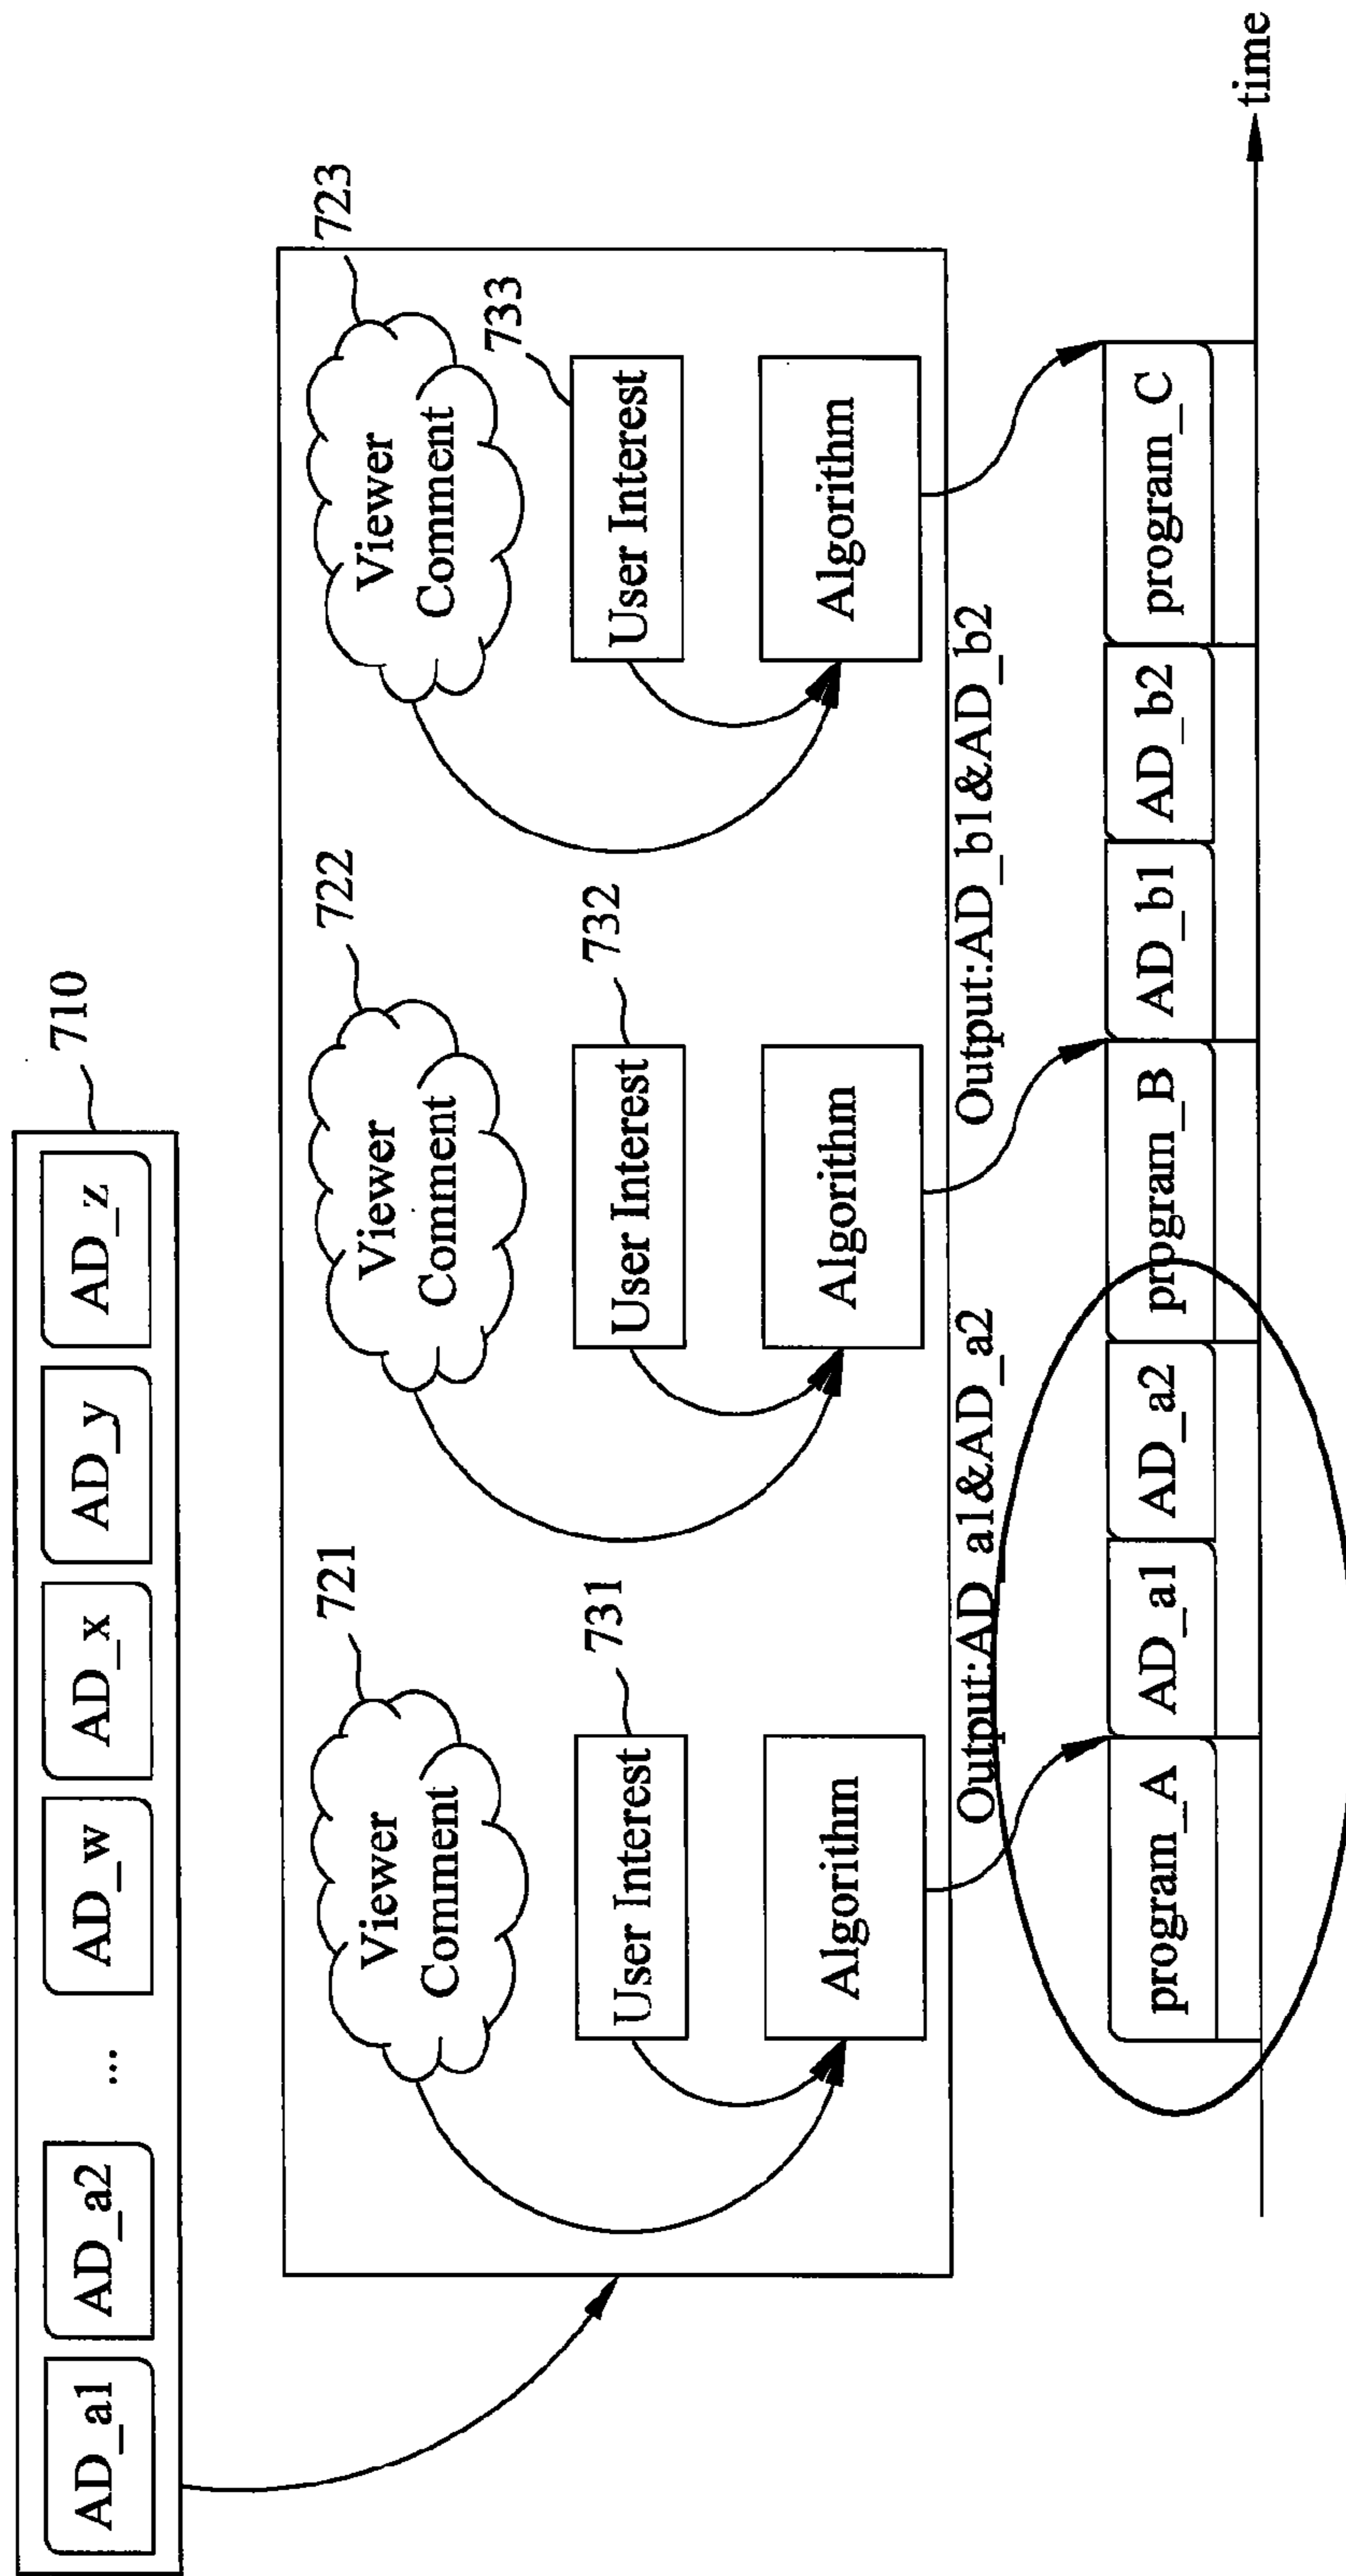 710
AD_a1
AD_a2
...
AD_w
AD_x
AD_y
AD_z
721
722
723
Viewer
Comment
Viewer
Comment
Viewer
Comment
731
732
733
User Interest
User Interest
User Interest
Algorithm
Algorithm
Algorithm
Output:AD_a1&AD_a2
Output:AD_b1&AD_b2
program_A
AD_a1
AD_a2
program_B
AD_b1
AD_b2
program_C
time